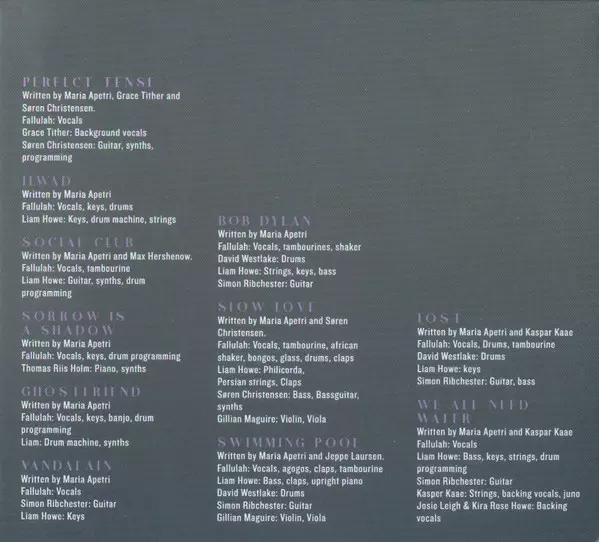 PERFECT TENSE
Written by Maria Apetri, Grace Tither and
Søren Christensen.
Fallulah: Vocals
Grace Tither: Background vocals
Søren Christensen: Guitar, synths,
programming
ILWAD
Written by Maria Apetri
Fallulah: Vocals, keys, drums
Liam Howe: Keys, drum machine, strings
SOCIAL CLUB
Written by Maria Apetri and Max Hershenow.
Fallulah: Vocals, tambourine
Liam Howe: Guitar, synths, drum
programming
SORROW IS
A SHADOW
Written by Maria Apetri
Fallulah: Vocals, keys, drum programming
Thomas Riis Holm: Piano, synths
GHOSTFRIEND
Written by Maria Apetri
Fallulah: Vocals, keys, banjo, drum
programming
Liam: Drum machine, synths
VANDALAIN
Written by Maria Apetri
Fallulah: Vocals
Simon Ribchester: Guitar
Liam Howe: Keys
BOB DYLAN
Written by Maria Apetri
Fallulah: Vocals, tambourines, shaker
David Westlake: Drums
Liam Howe: Strings, keys, bass
Simon Ribchester: Guitar
SLOW LOVE
Written by Maria Apetri and Søren
Christensen.
Fallulah: Vocals, tambourine, african
shaker, bongos, glass, drums, claps
Liam Howe: Philicorda,
Persian strings, Claps
Søren Christensen: Bass, Bassguitar,
synths
Gillian Maguire: Violin, Viola
SWIMMING POOL
Written by Maria Apetri and Jeppe Laursen.
Fallulah: Vocals, agogos, claps, tambourine
Liam Howe: Bass, claps, upright piano
David Westlake: Drums
Simon Ribchester: Guitar
Gillian Maguire: Violin, Viola
LOST
Written by Maria Apetri and Kaspar Kaae
Fallulah: Vocals, Drums, tambourine
David Westlake: Drums
Liam Howe: keys
Simon Ribchester: Guitar, bass
WE ALL NEED
WATER
Written by Maria Apetri and Kaspar Kaae
Fallulah: Vocals
Liam Howe: Bass, keys, strings, drum
programming
Simon Ribchester: Guitar
Kasper Kaae: Strings, backing vocals, juno
Josie Leigh & Kira Rose Howe: Backing
vocals